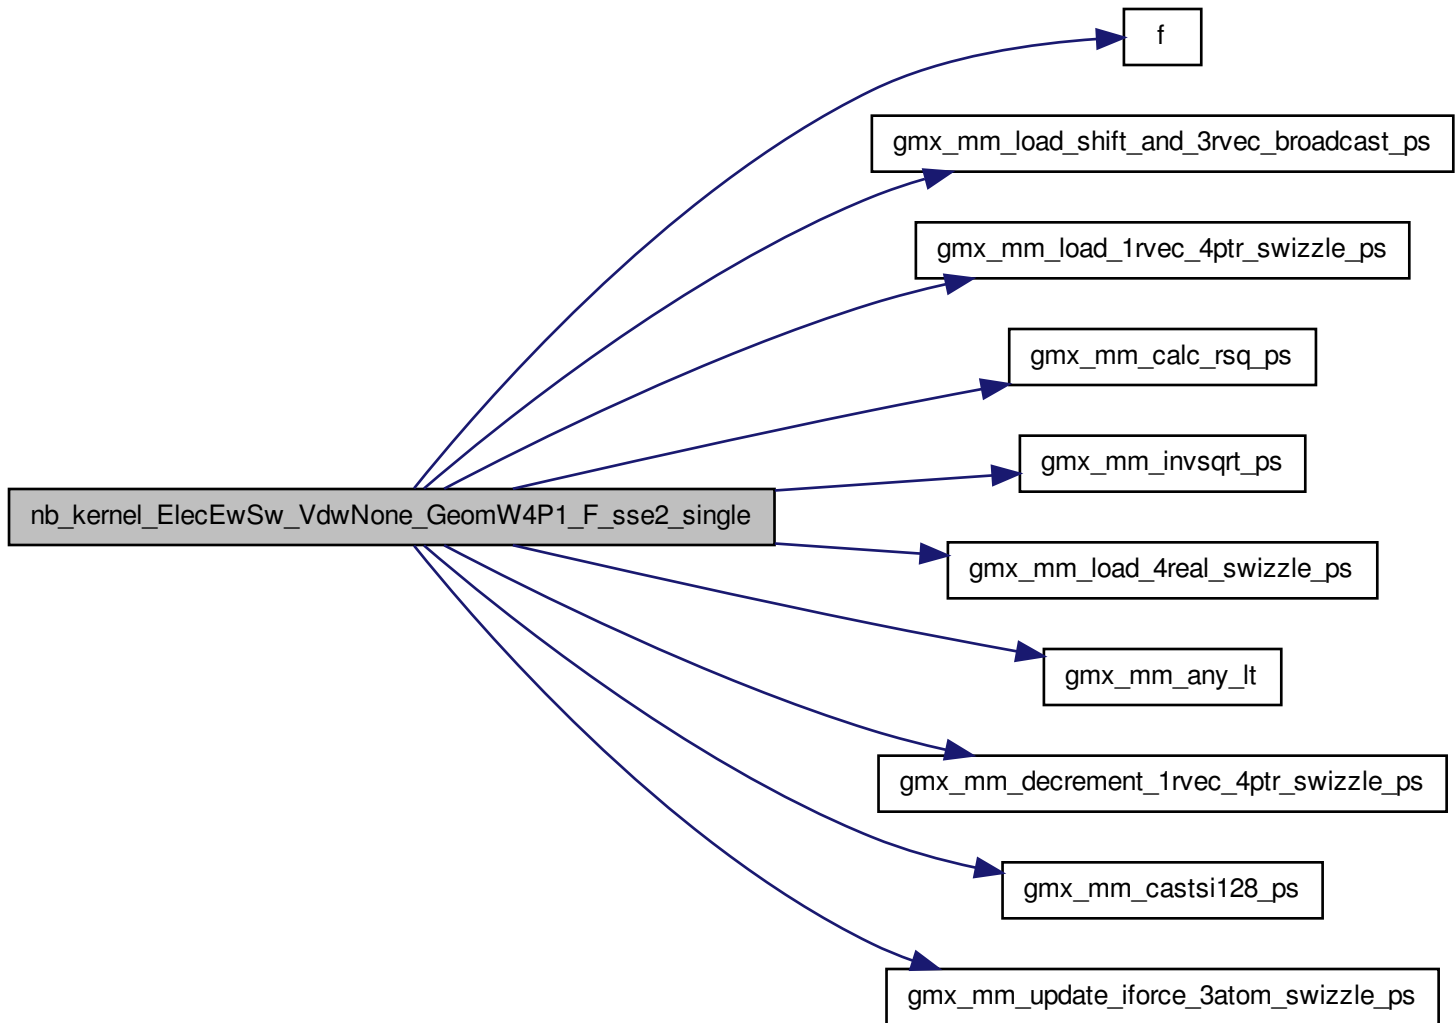 f
gmx_mm_load_shift_and_3rvec_broadcast_ps
gmx_mm_load_1rvec_4ptr_swizzle_ps
gmx_mm_calc_rsq_ps
gmx_mm_invsqrt_ps
nb_kernel_ElecEwSw_VdwNone_GeomW4P1_F_sse2_single
gmx_mm_load_4real_swizzle_ps
gmx_mm_any_lt
gmx_mm_decrement_1rvec_4ptr_swizzle_ps
gmx_mm_castsi128_ps
gmx_mm_update_iforce_3atom_swizzle_ps